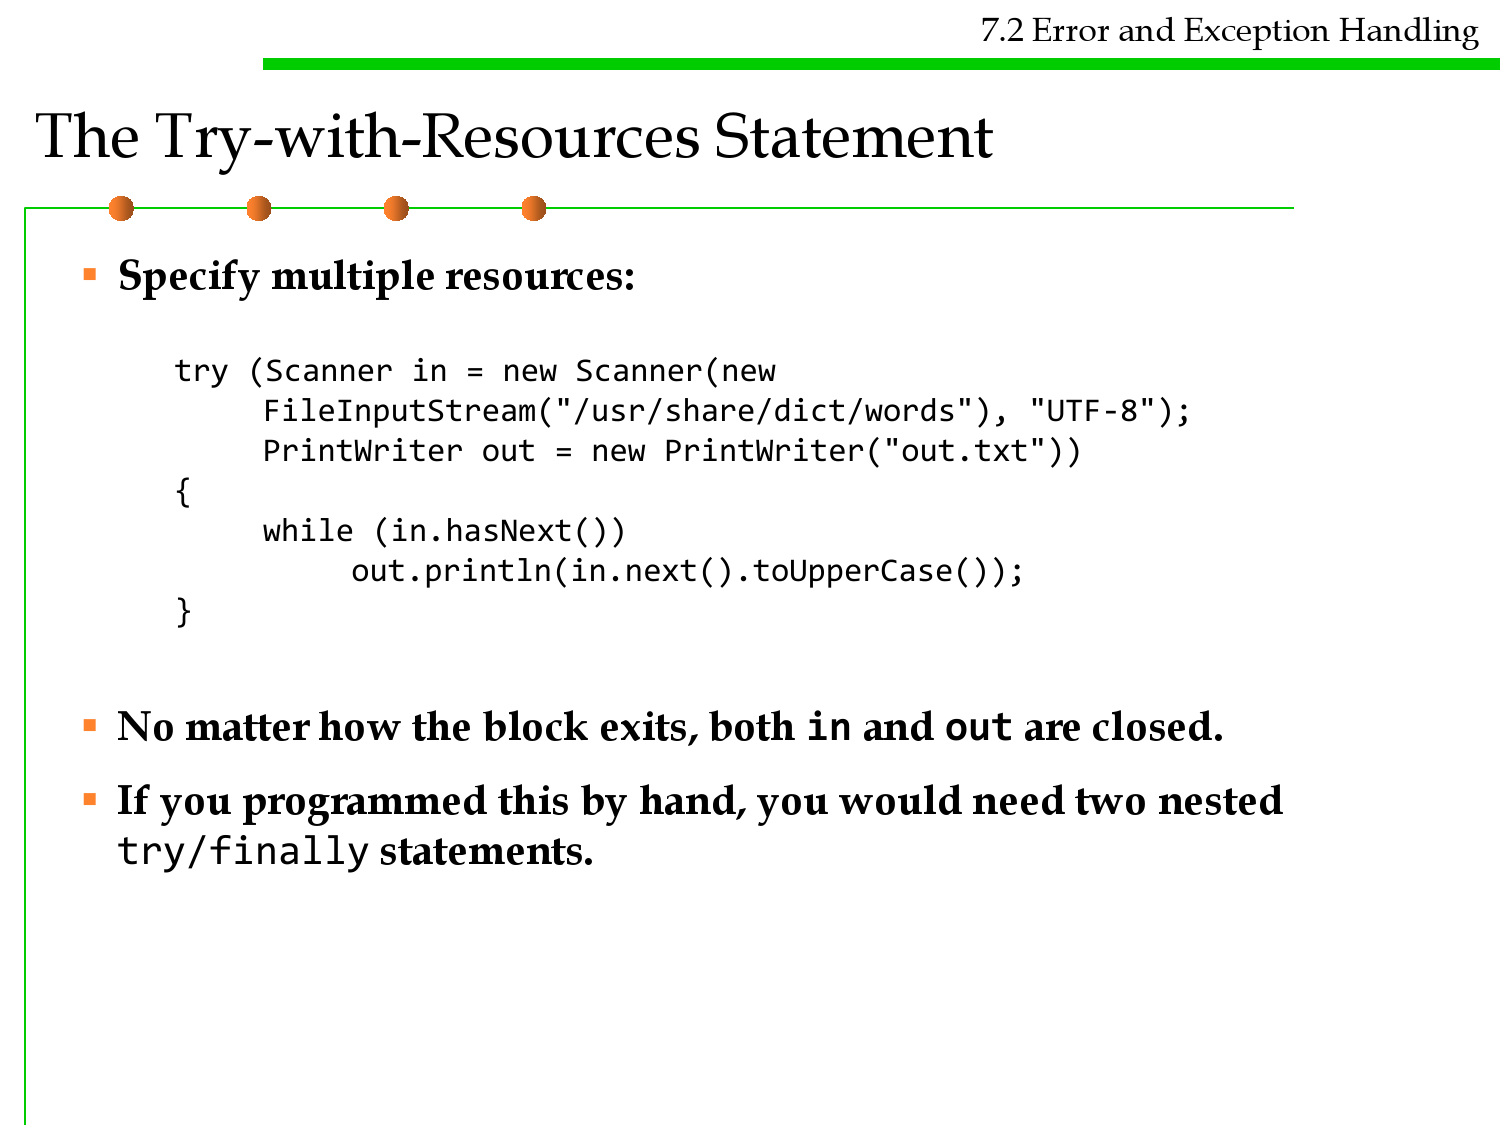 7.2 Error and Exception Handling
The Try-with-Resources Statement
▪ Specify multiple resources:
try (Scanner in = new Scanner(new
FileInputStream("/usr/share/dict/words"), "UTF-8");
PrintWriter out = new PrintWriter("out.txt"))
{
while (in.hasNext())
out.println(in.next().toUpperCase());
}
▪ No matter how the block exits, both in and out are closed.
▪ If you programmed this by hand, you would need two nested
try/finally statements.